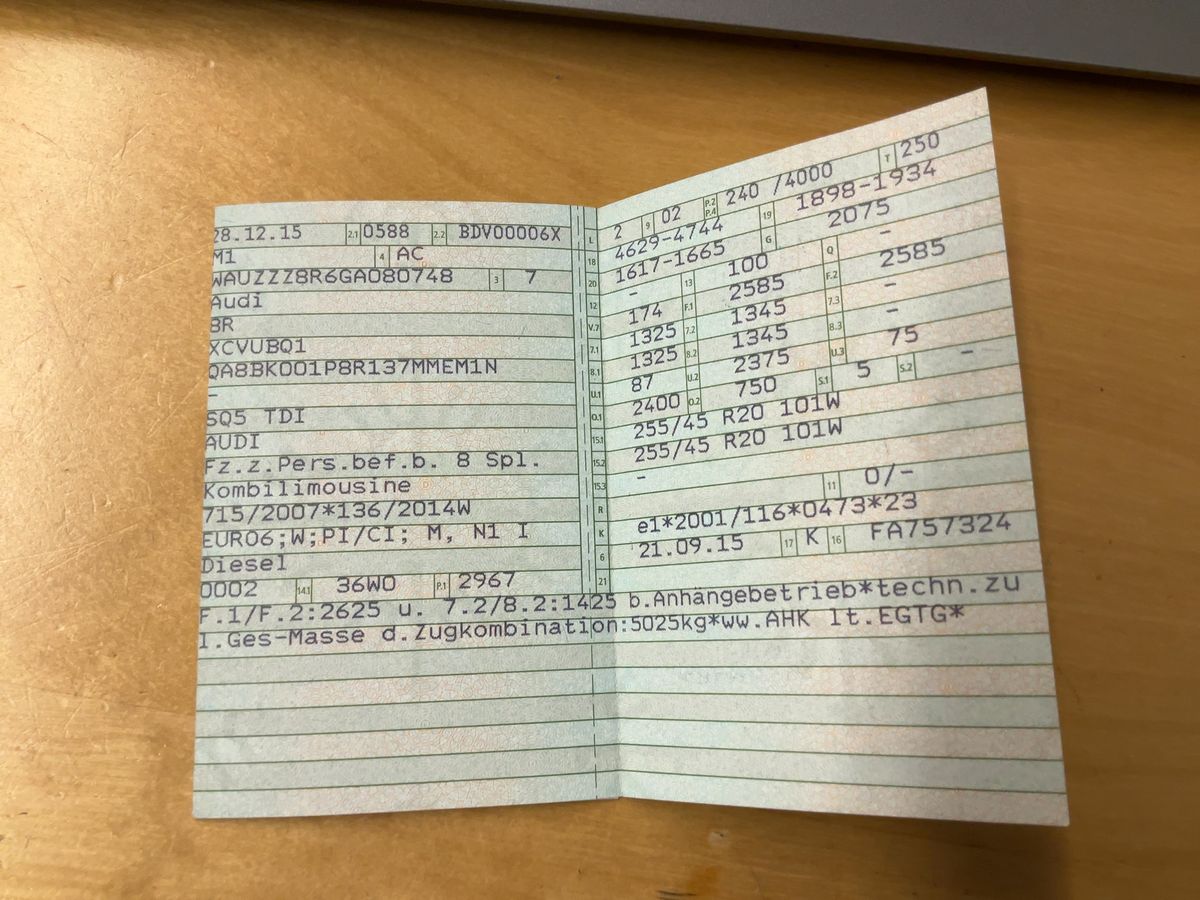 28.12.15 2.1 0588 2.2 BDV00006X
M1 4 AC
WAUZZZ8R6GA080748 3 7
Audi
8R
XCVUBQ1
QA8BK001P8R137MMEM1N
-
SQ5 TDI
AUDI
Fz.z.Pers.bef.b. 8 Spl.
Kombilimousine
715/2007*136/2014W
EURO6;W;PI/CI; M, N1 I
Diesel
0002 14.1 36W0 P.1 2967
L 2 9 02 P.2 P.4 240 /4000 T 250
18 4629-4744 19 1898-1934
20 1617-1665 G 2075
12 - 13 100 Q -
V.7 174 F.1 2585 F.2 2585
7.1 1325 7.2 1345 7.3 -
8.1 1325 8.2 1345 8.3 -
U.1 87 U.2 2375 U.3 75
O.1 2400 O.2 750 S.1 5 S.2 -
15.1 255/45 R20 101W
15.2 255/45 R20 101W
15.3 -
R 11 0/-
K e1*2001/116*0473*23
6 21.09.15 17 K 16 FA757324
21
F.1/F.2:2625 u. 7.2/8.2:1425 b.Anhängebetrieb*techn.zu
l.Ges-Masse d.Zugkombination:5025kg*ww.AHK lt.EGTG*